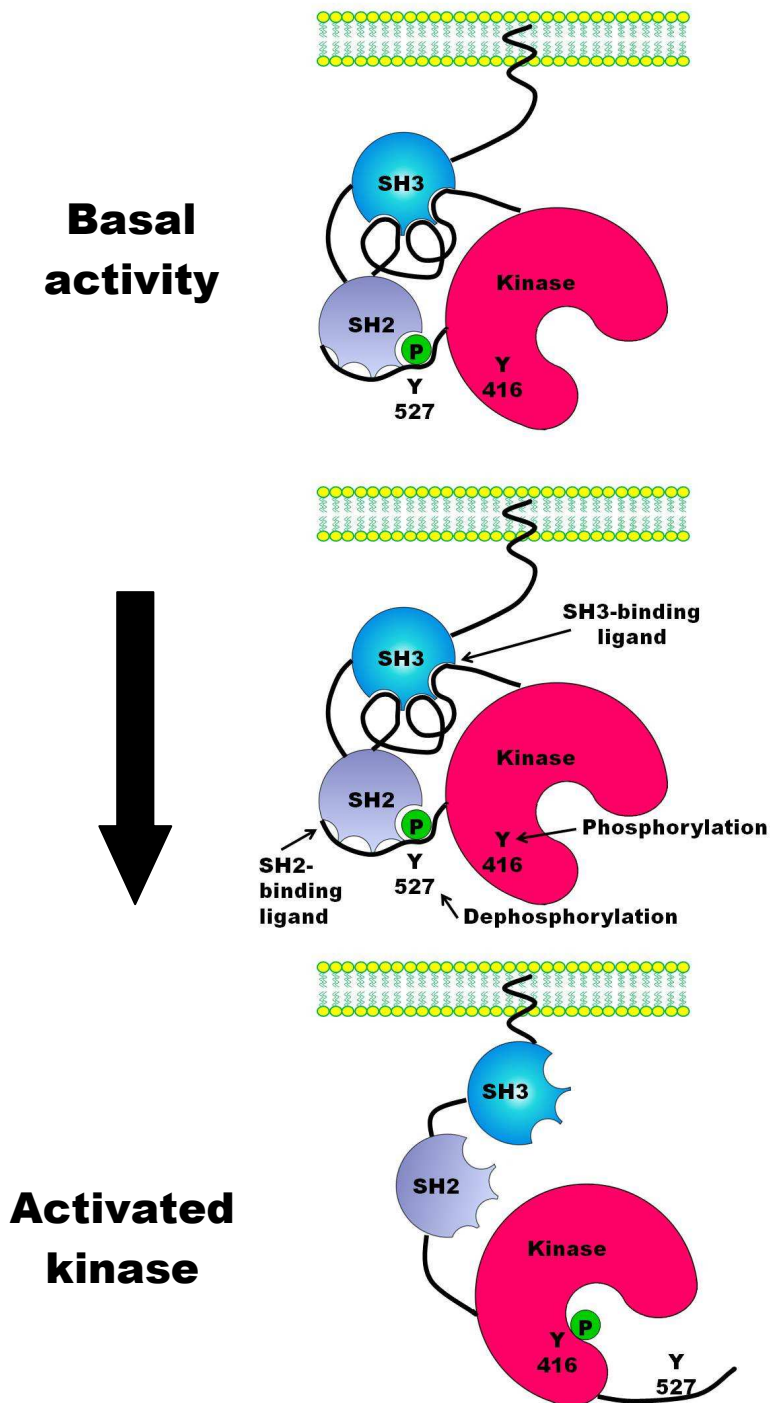 SH3
Basal
activity
Kinase
SH2
P
Y
416
Y
527
SH3-binding
ligand
SH3
Kinase
SH2
P
Phosphorylation
Y
416
SH2-
binding
ligand
Y
527
Dephosphorylation
SH3
SH2
Activated
kinase
Kinase
P
Y
416
Y
527